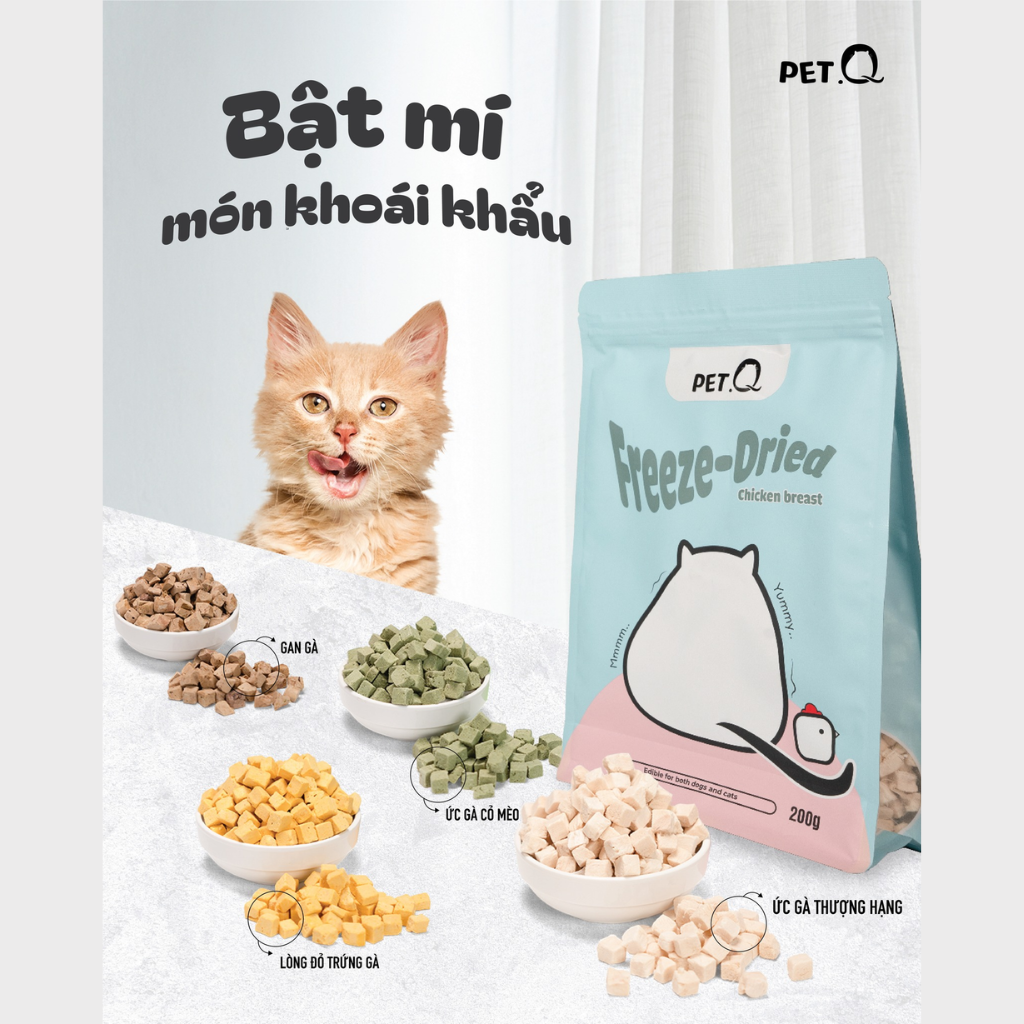 PET.Q
Bật mí
món khoái khẩu
PET.Q
Freeze-Dried
Chicken breast
Yummy..
Mmmm..
GAN GÀ
Edible for both dogs and cats
200g
ỨC GÀ CỎ MÈO
ỨC GÀ THƯỢNG HẠNG
LÒNG ĐỎ TRỨNG GÀ